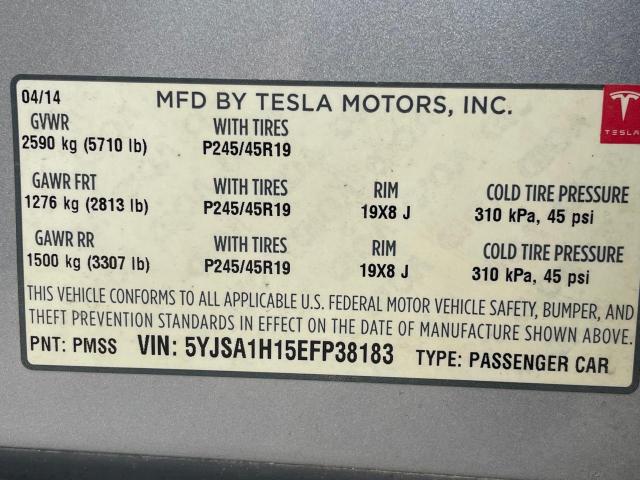 04/14 MFD BY TESLA MOTORS, INC.
TESLA
GVWR WITH TIRES
2590 kg (5710 lb) P245/45R19
GAWR FRT WITH TIRES RIM COLD TIRE PRESSURE
1276 kg (2813 lb) P245/45R19 19X8 J 310 kPa, 45 psi
GAWR RR WITH TIRES RIM COLD TIRE PRESSURE
1500 kg (3307 lb) P245/45R19 19X8 J 310 kPa, 45 psi
THIS VEHICLE CONFORMS TO ALL APPLICABLE U.S. FEDERAL MOTOR VEHICLE SAFETY, BUMPER, AND
THEFT PREVENTION STANDARDS IN EFFECT ON THE DATE OF MANUFACTURE SHOWN ABOVE.
PNT: PMSS VIN: 5YJSA1H15EFP38183 TYPE: PASSENGER CAR